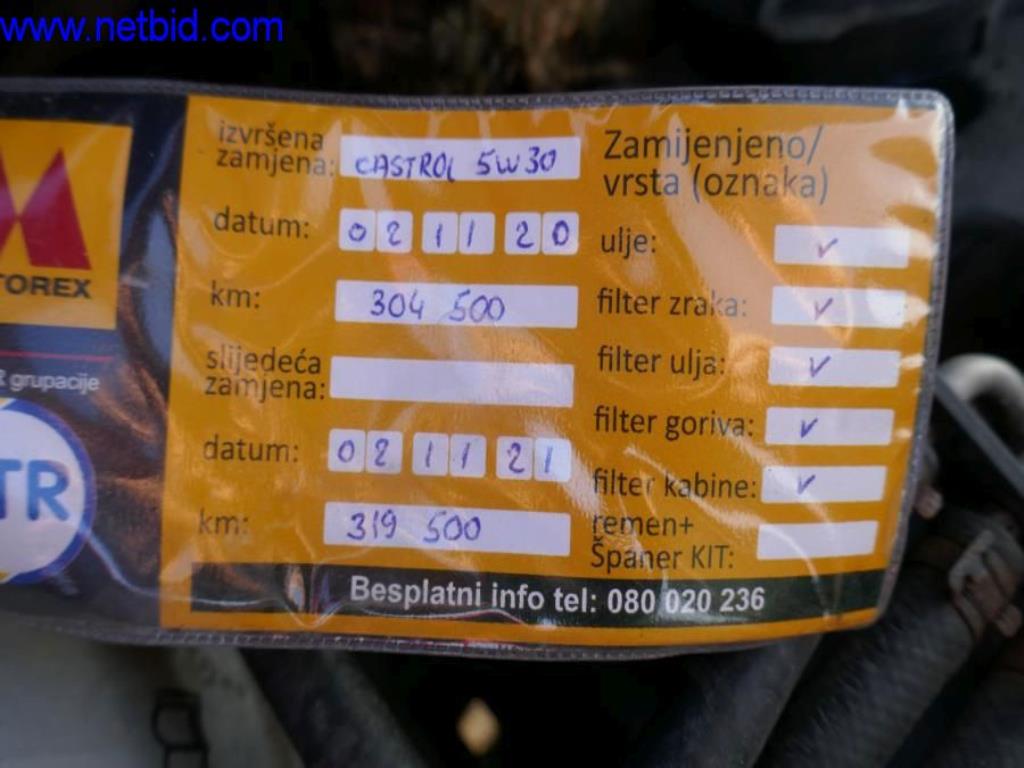 www.netbid.com
TOREX
grupacije
TR
izvršena
zamjena: CASTROL 5W30
datum: 02 11 20
km: 304 500
slijedeća
zamjena:
datum: 02 11 21
km: 319 500
Zamijenjeno/
vrsta (oznaka)
ulje: ✓
filter zraka: ✓
filter ulja: ✓
filter goriva: ✓
filter kabine: ✓
remen+
Španer KIT:
Besplatni info tel: 080 020 236